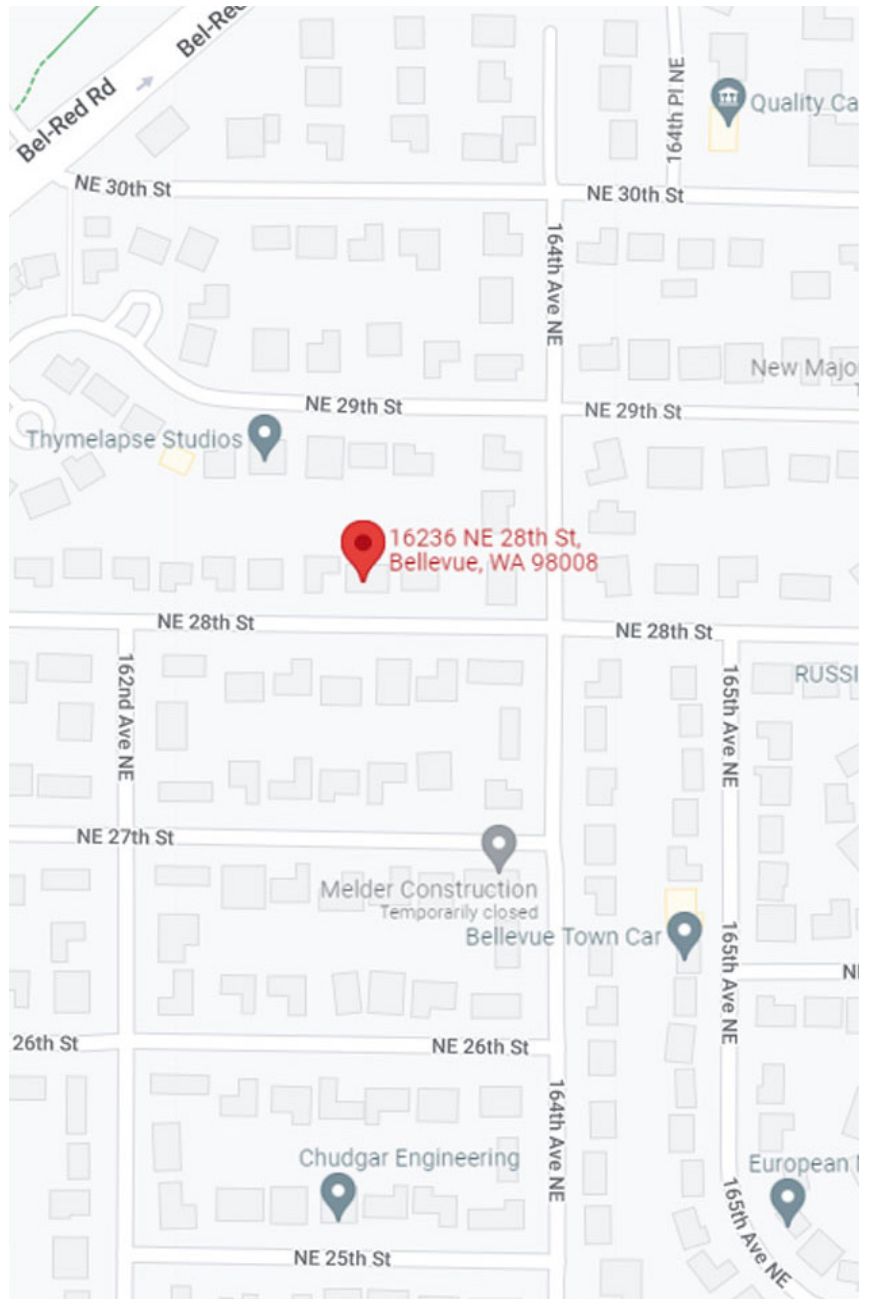 Bel-Red Rd
Bel-Red
164th Pl NE
Quality Ca
NE 30th St
NE 30th St
164th Ave NE
New Majo
NE 29th St
NE 29th St
Thymelapse Studios
16236 NE 28th St,
Bellevue, WA 98008
NE 28th St
NE 28th St
162nd Ave NE
165th Ave NE
RUSSI
NE 27th St
Melder Construction
Temporarily closed
Bellevue Town Car
165th Ave NE
NE
26th St
NE 26th St
164th Ave NE
Chudgar Engineering
European
165th Ave NE
NE 25th St